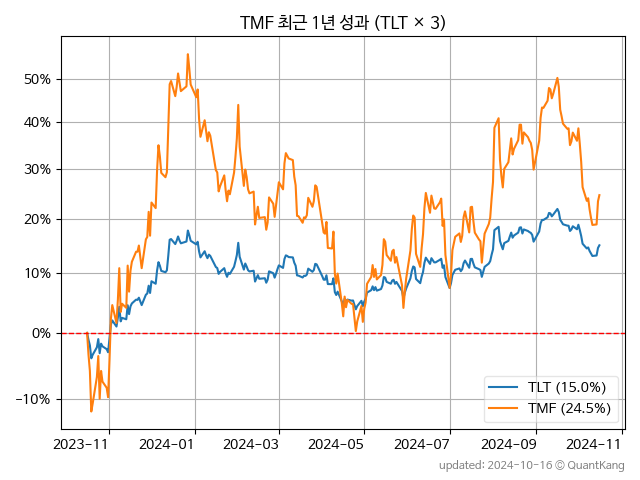 TMF 최근 1년 성과 (TLT × 3)
50%
40%
30%
20%
10%
0%
−10%
TLT (15.0%)
TMF (24.5%)
2023-11 2024-01 2024-03 2024-05 2024-07 2024-09 2024-11
updated: 2024-10-16 © QuantKang